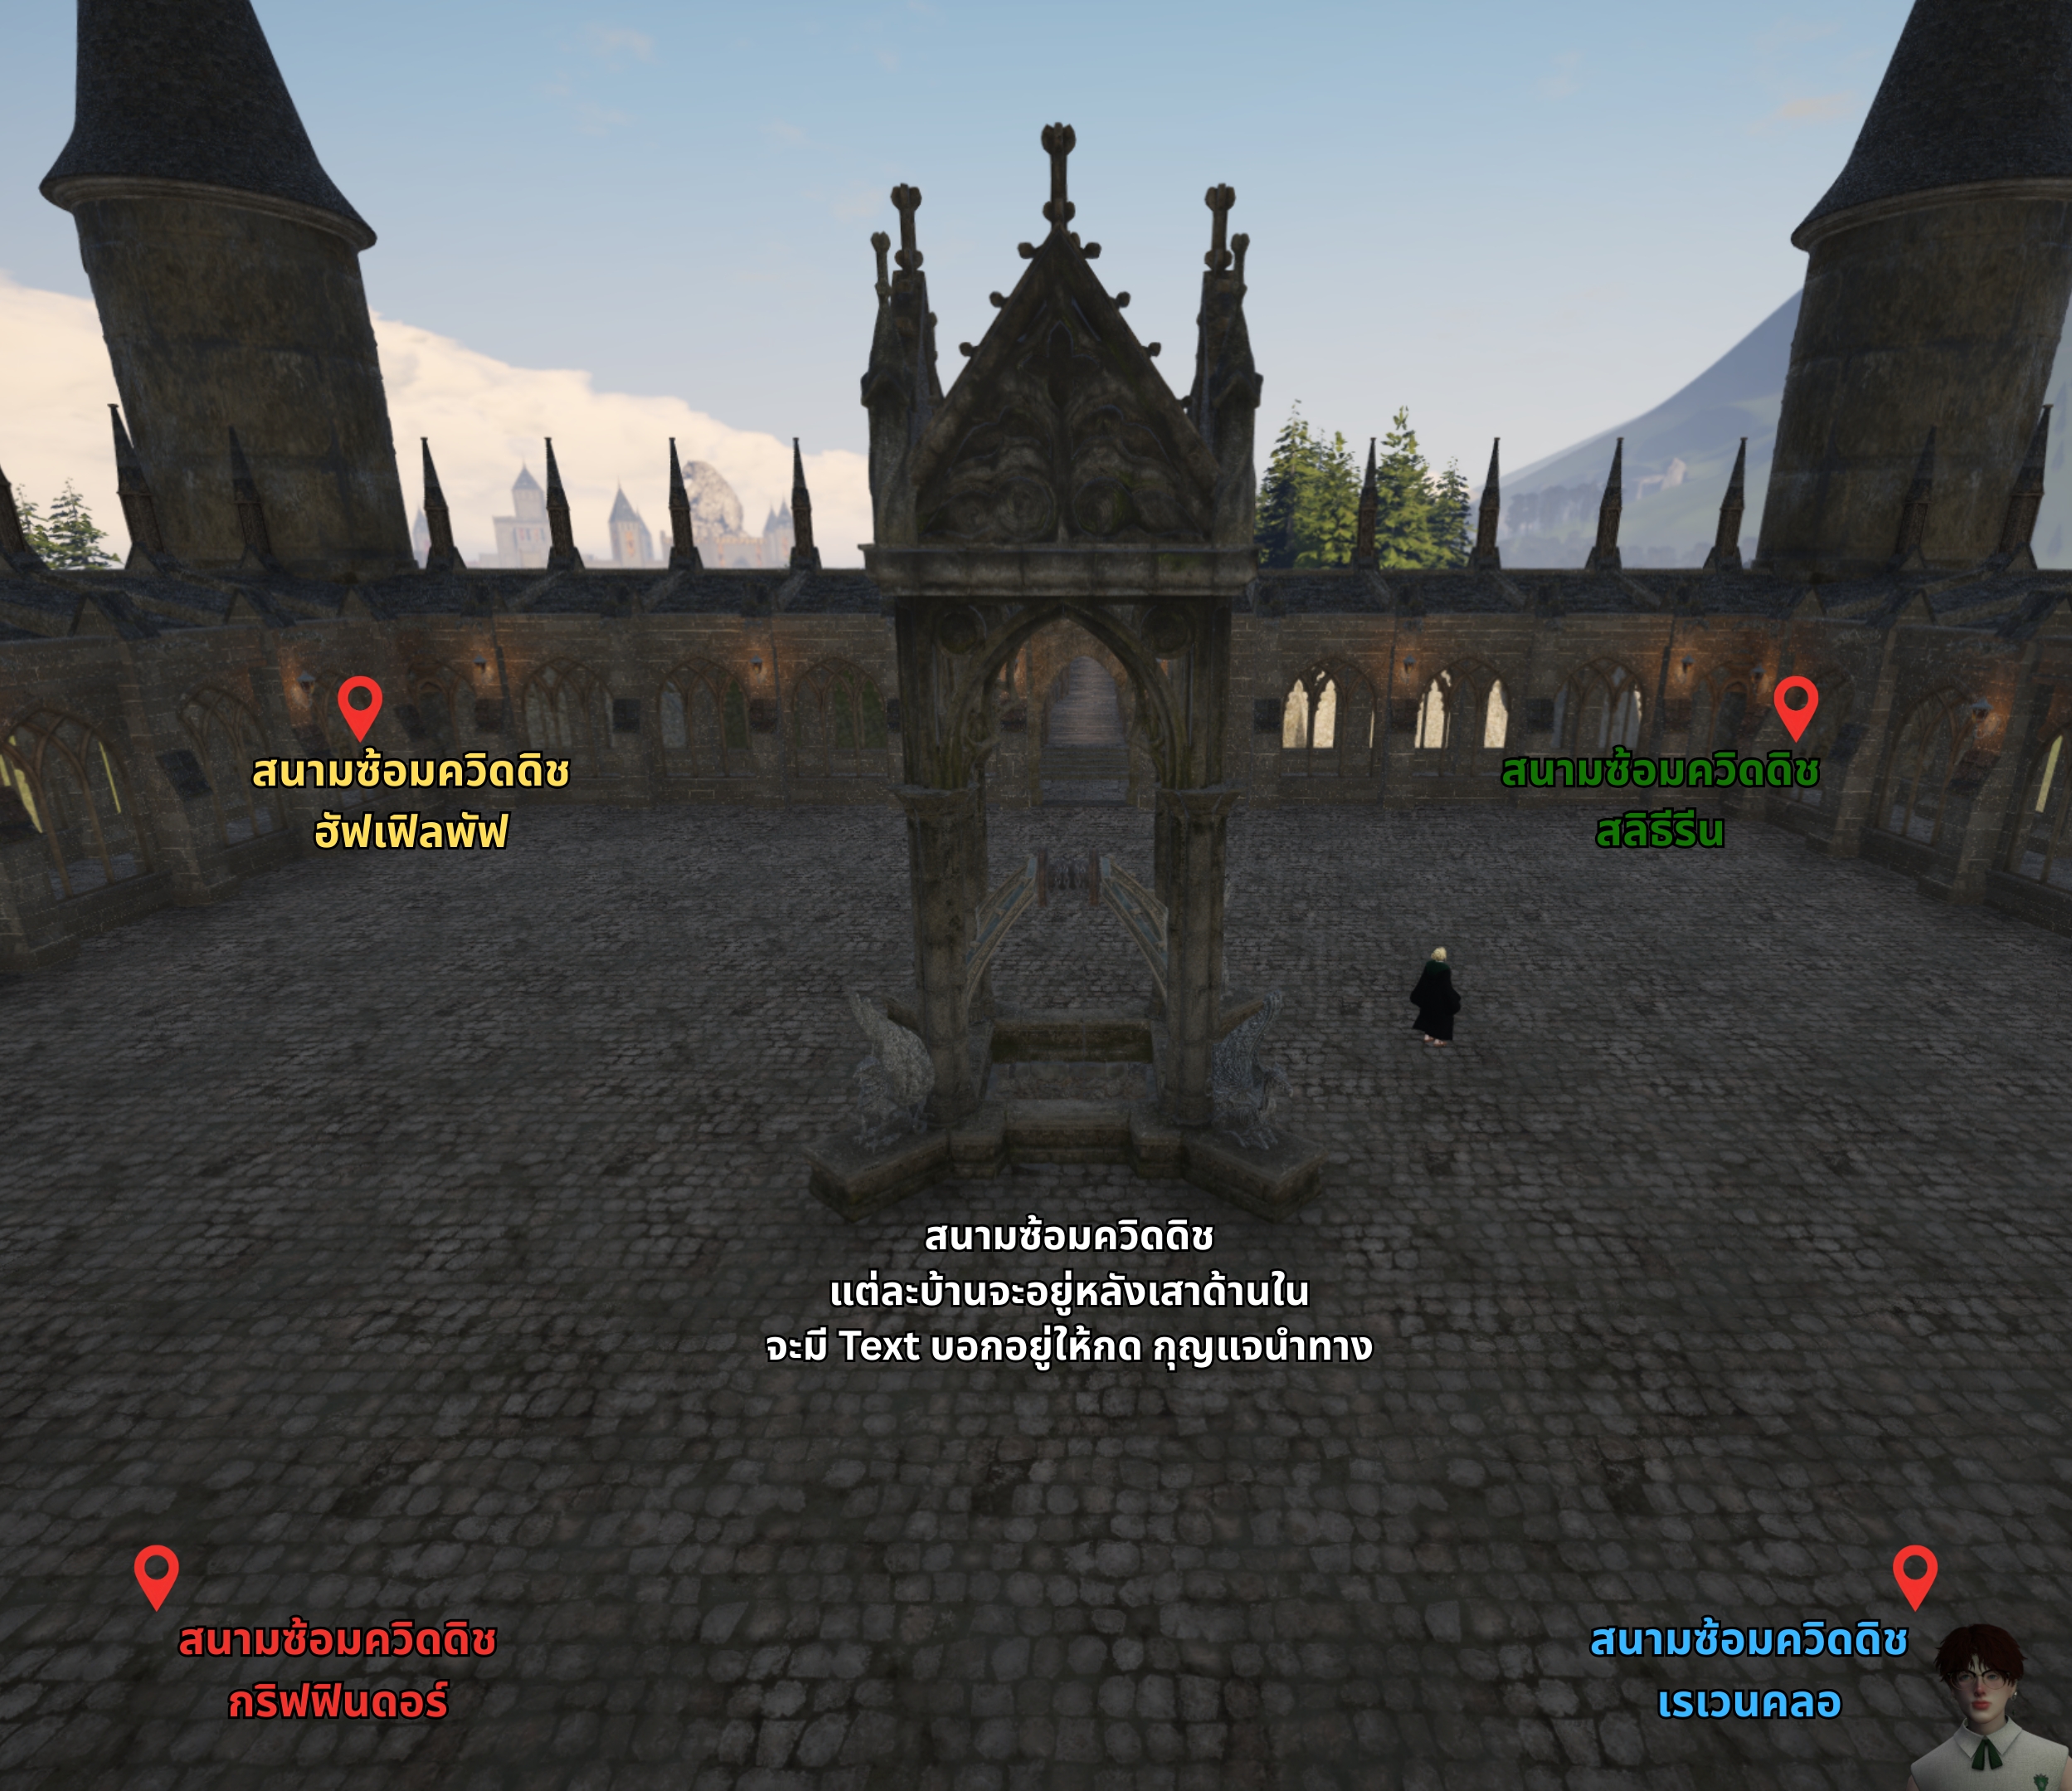 สนามซ้อมควิดดิช
ฮัฟเฟิลพัฟ
สนามซ้อมควิดดิช
สลิธีรีน
สนามซ้อมควิดดิช
แต่ละบ้านจะอยู่หลังเสาด้านใน
จะมี Text บอกอยู่ให้กด กุญแจนำทาง
สนามซ้อมควิดดิช
กริฟฟินดอร์
สนามซ้อมควิดดิช
เรเวนคลอ